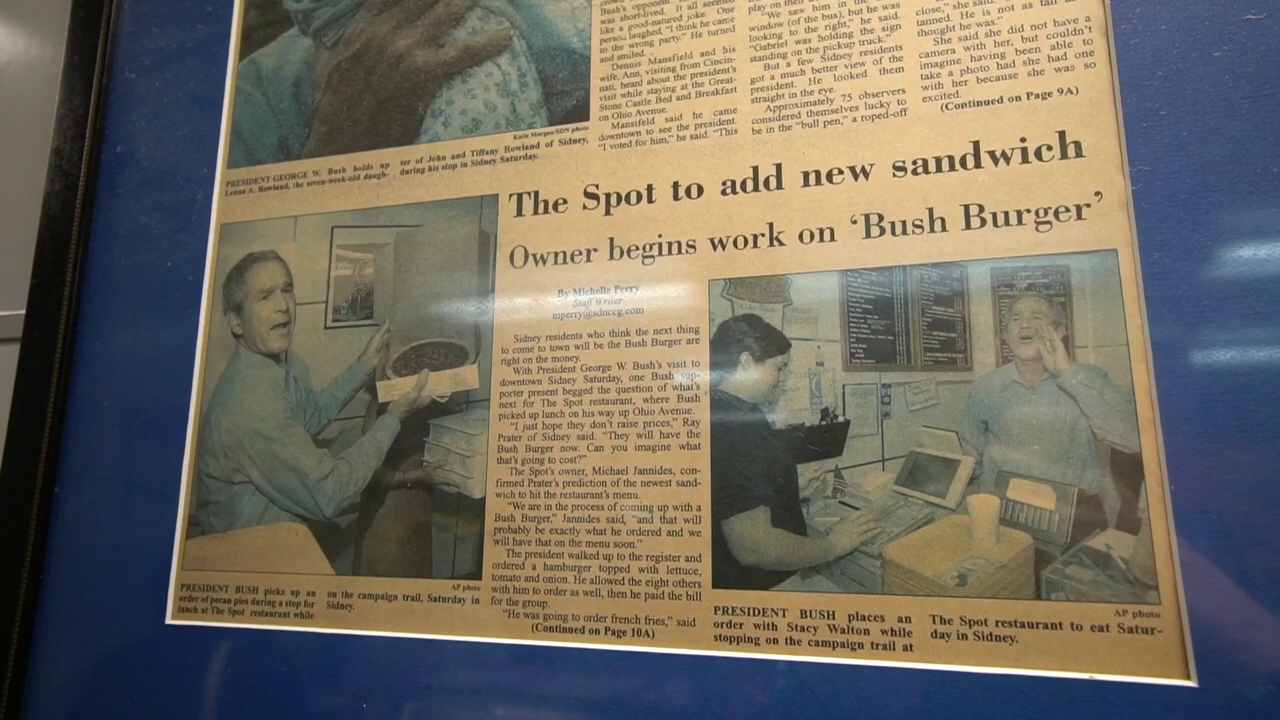 Bush's opponent. It all seemed
was short-lived. It all seemed
like a good-natured joke. One
person laughed, "I think he came
to the wrong party." He turned
and smiled.
Dennis Mansfield and his
wife, Ann, visiting from Cincin-
nati, heard about the president's
visit while staying at the Great-
Stone Castle Bed and Breakfast
on Ohio Avenue.
Mansifeld said he came
downtown to see the president.
"I voted for him," he said. "This
"We saw him in the
window (of the bus), but he was
looking to the right," he said.
"Gabriel was holding the sign
standing on the pickup truck."
But a few Sidney residents
got a much better view of the
president. He looked them
straight in the eye.
Approximately 75 observers
considered themselves lucky to
be in the "bull pen," a roped-off
close," she said.
tanned. He is not as tall as
thought he was."
She said she did not have a
camera with her, but couldn't
imagine having been able to
take a photo had she had one
with her because she was so
excited.
(Continued on Page 9A)
Katie Morgan/SDN photo
PRESIDENT GEORGE W. Bush holds up
Lenna A. Rowland, the seven-week-old daugh-
ter of John and Tiffany Rowland of Sidney,
during his stop in Sidney Saturday.
The Spot to add new sandwich
Owner begins work on 'Bush Burger'
By Michelle Perry
Staff Writer
mperry@sdnccg.com
Sidney residents who think the next thing
to come to town will be the Bush Burger are
right on the money.
With President George W. Bush's visit to
downtown Sidney Saturday, one Bush sup-
porter present begged the question of what's
next for The Spot restaurant, where Bush
picked up lunch on his way up Ohio Avenue.
"I just hope they don't raise prices," Ray
Prater of Sidney said. "They will have the
Bush Burger now. Can you imagine what
that's going to cost?"
The Spot's owner, Michael Jannides, con-
firmed Prater's prediction of the newest sand-
wich to hit the restaurant's menu.
"We are in the process of coming up with a
Bush Burger," Jannides said, "and that will
probably be exactly what he ordered and we
will have that on the menu soon."
The president walked up to the register and
ordered a hamburger topped with lettuce,
tomato and onion. He allowed the eight others
with him to order as well, then he paid the bill
for the group.
"He was going to order french fries," said
(Continued on Page 10A)
AP photo
PRESIDENT BUSH picks up an
order of pecan pies during a stop for
lunch at The Spot restaurant while
on the campaign trail, Saturday in
Sidney.
AP photo
PRESIDENT BUSH places an
order with Stacy Walton while
stopping on the campaign trail at
The Spot restaurant to eat Satur-
day in Sidney.